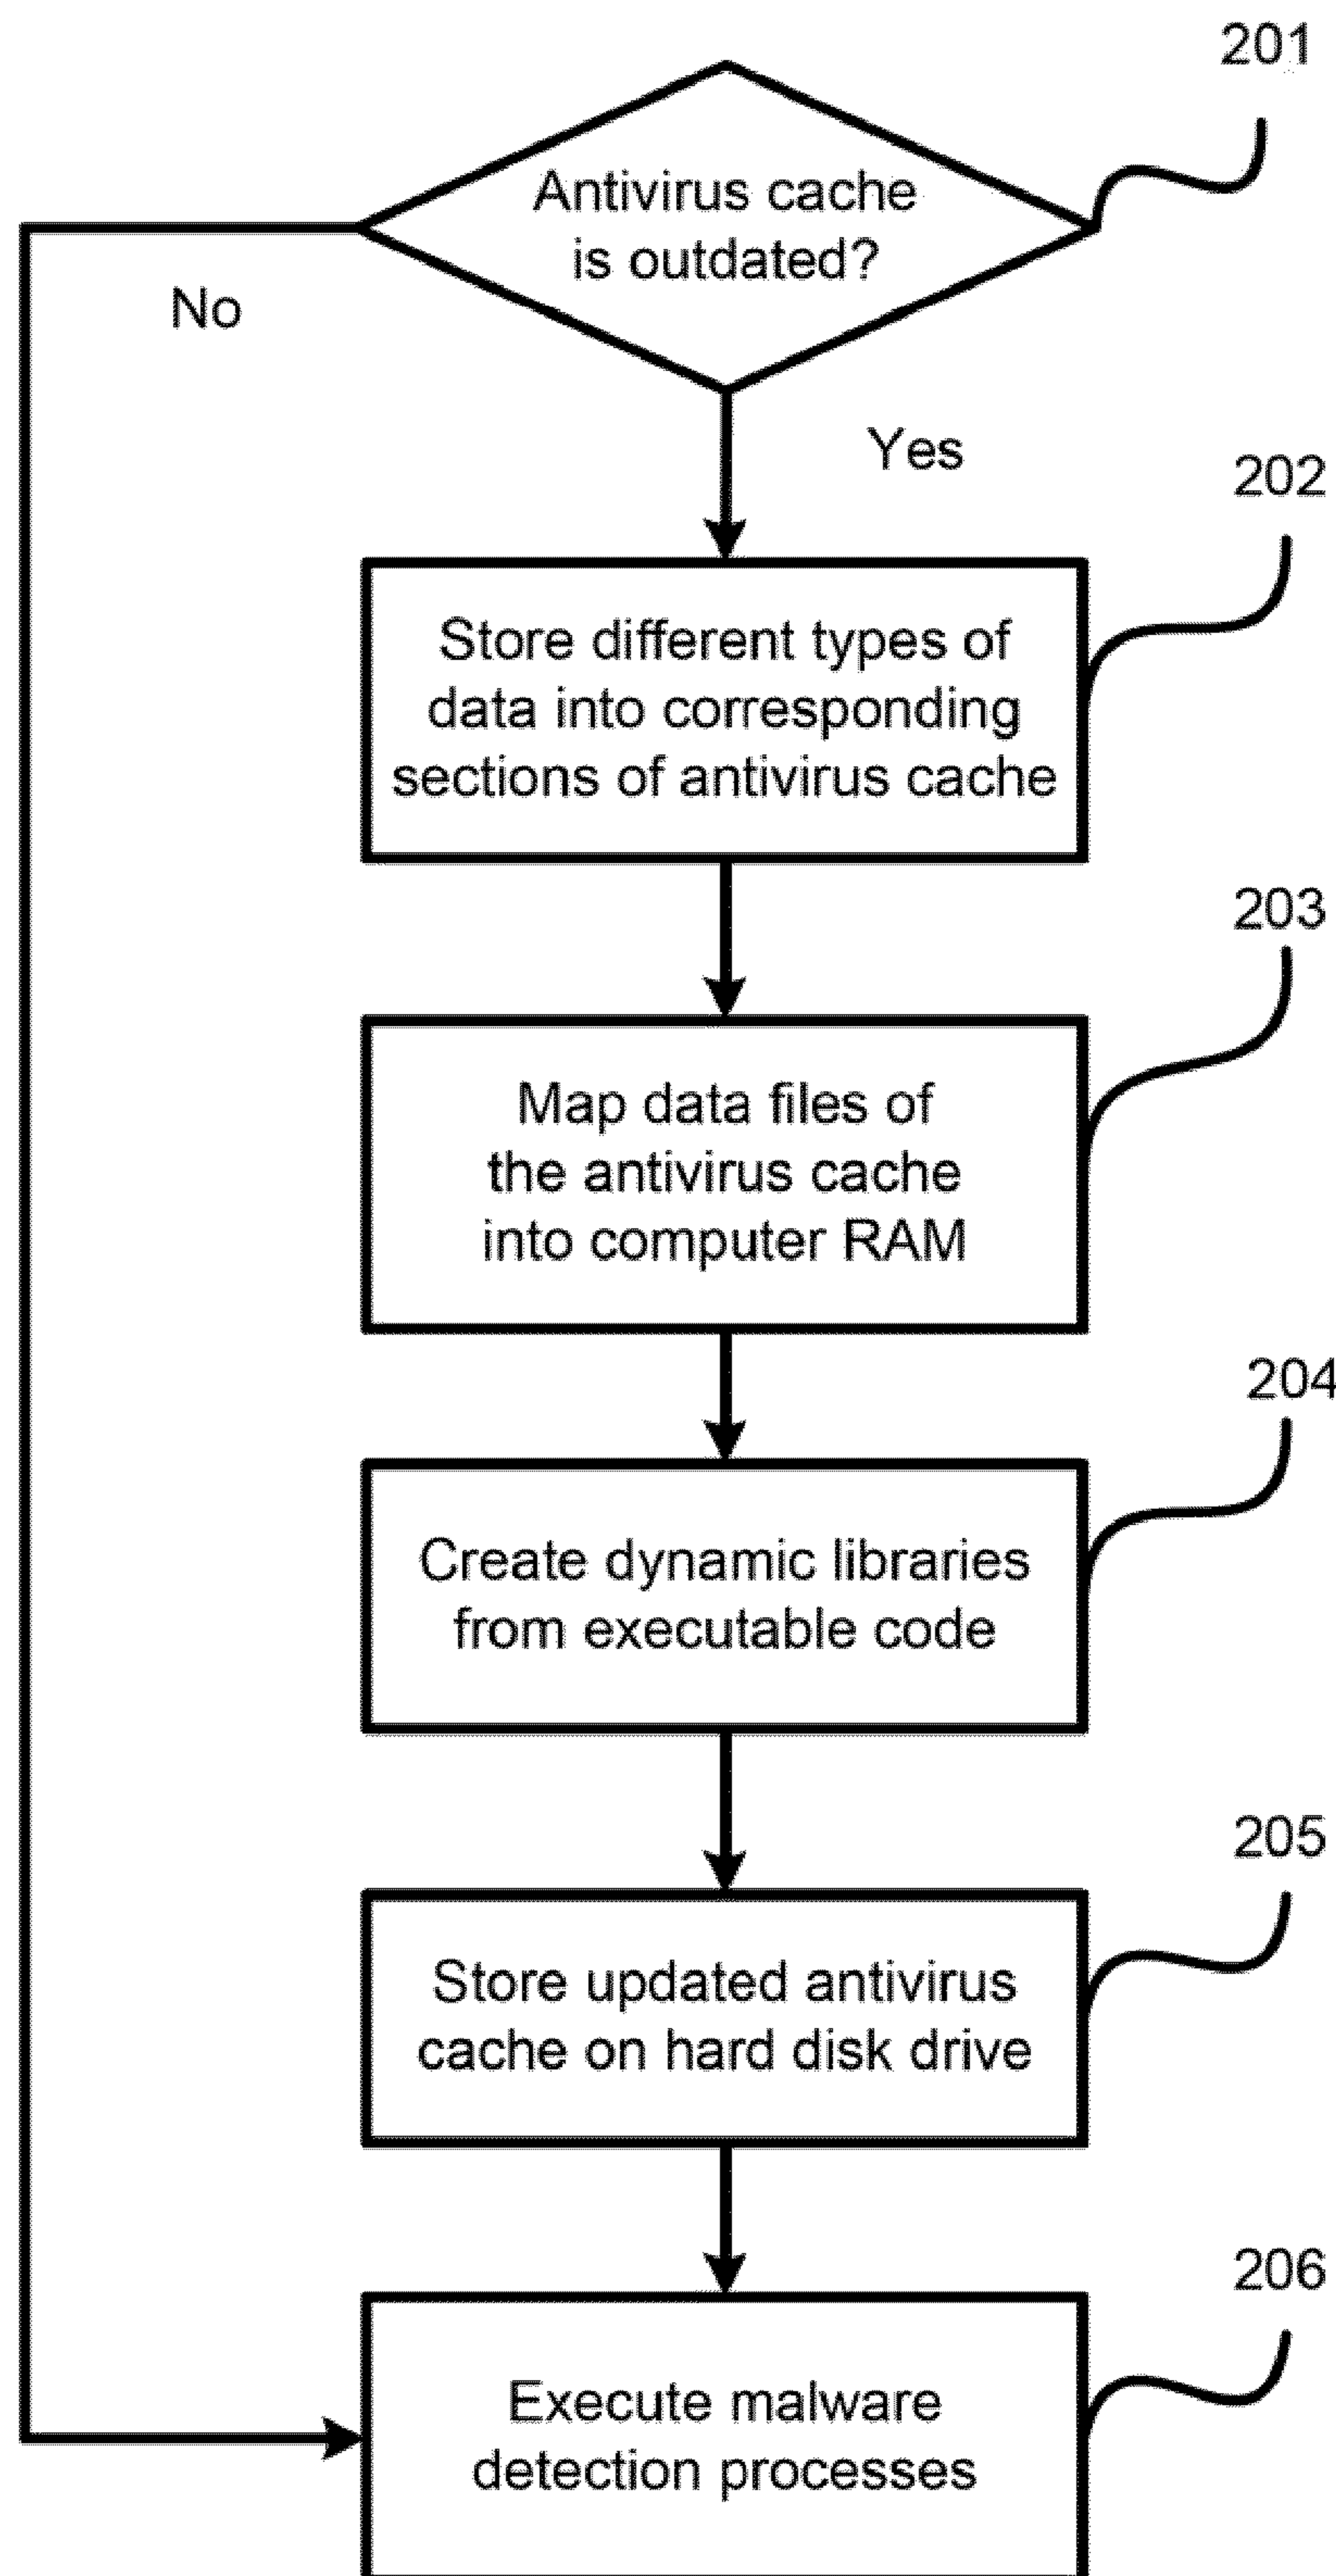 201
Antivirus cache
is outdated?
No
Yes
202
Store different types of
data into corresponding
sections of antivirus cache
203
Map data files of
the antivirus cache
into computer RAM
204
Create dynamic libraries
from executable code
205
Store updated antivirus
cache on hard disk drive
206
Execute malware
detection processes